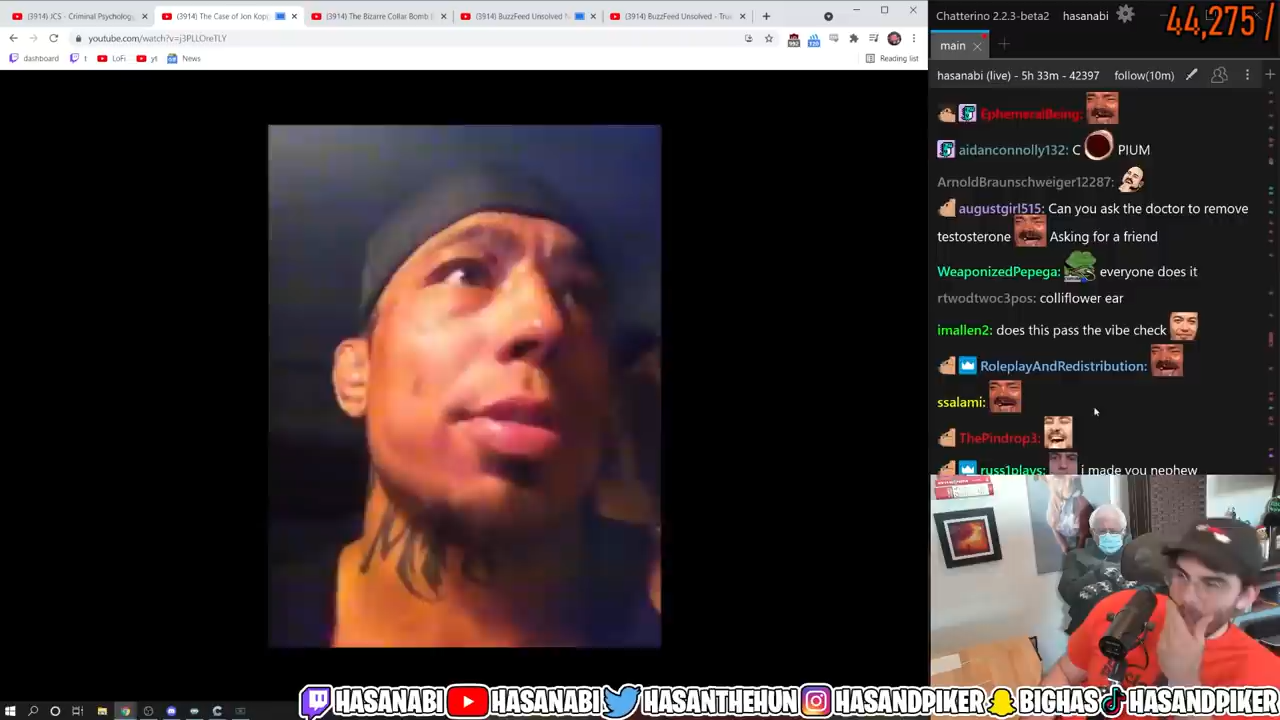 (3914) JCS - Criminal Psychology
(3914) The Case of Jon Kopp
(3914) The Bizarre Collar Bomb
(3914) BuzzFeed Unsolved
(3914) BuzzFeed Unsolved - Tru
youtube.com/watch?v=j3PLLOreTLY
dashboard
t
LoFi
yt
News
Reading list
Chatterino 2.2.3-beta2
hasanabi
44,275 /
main
hasanabi (live) - 5h 33m - 42397
follow(10m)
EphemeralBeing:
aidanconnolly132: C PIUM
ArnoldBraunschweiger12287:
augustgirl515: Can you ask the doctor to remove
testosterone Asking for a friend
WeaponizedPepega: everyone does it
rtwodtwoc3pos: colliflower ear
imallen2: does this pass the vibe check
RoleplayAndRedistribution:
ssalami:
ThePindrop3:
russ1plays: i made you nephew
HASANABI
HASANABI
HASANTHEHUN
HASANDPIKER
BIGHAS
HASANDPIKER